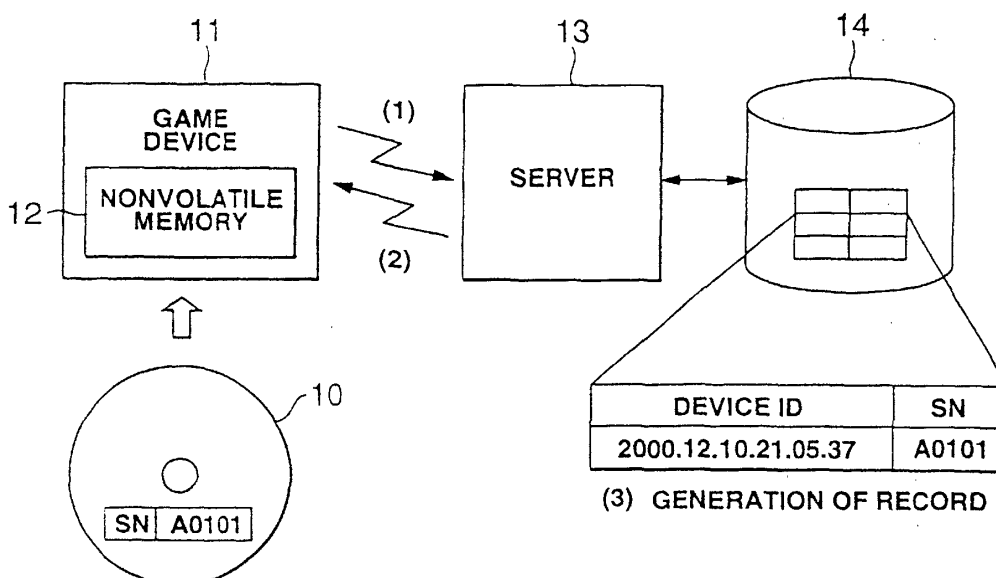 11
13
14
GAME
DEVICE
(1)
SERVER
12
NONVOLATILE
MEMORY
(2)
10
SN A0101
DEVICE ID SN
2000.12.10.21.05.37 A0101
(3) GENERATION OF RECORD